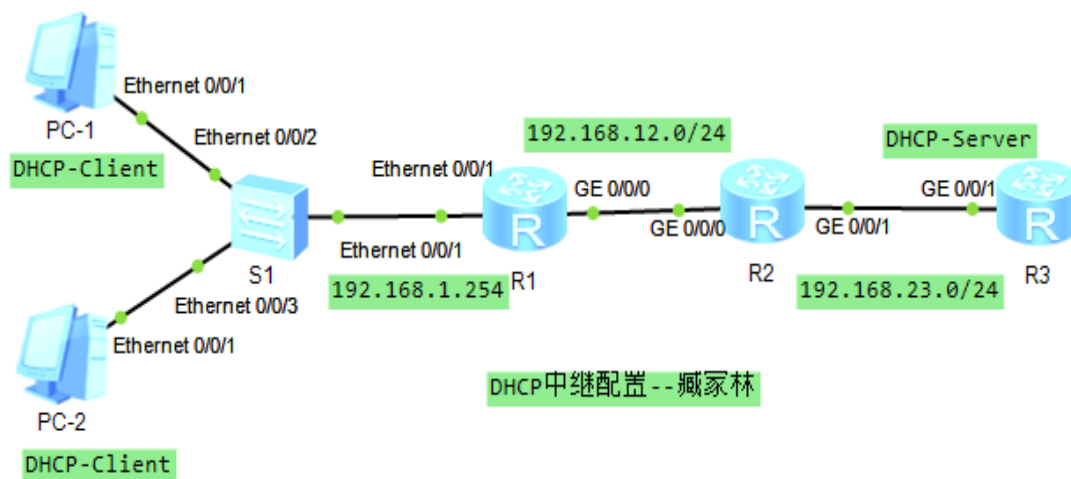 Ethernet 0/0/1
PC-1
DHCP-Client
Ethernet 0/0/2
192.168.12.0/24
DHCP-Server
Ethernet 0/0/1
GE 0/0/0
GE 0/0/1
R
R
R
GE 0/0/0
GE 0/0/1
Ethernet 0/0/1
S1
R1
R2
R3
192.168.1.254
192.168.23.0/24
Ethernet 0/0/3
Ethernet 0/0/1
DHCP中继配置--臧家林
PC-2
DHCP-Client